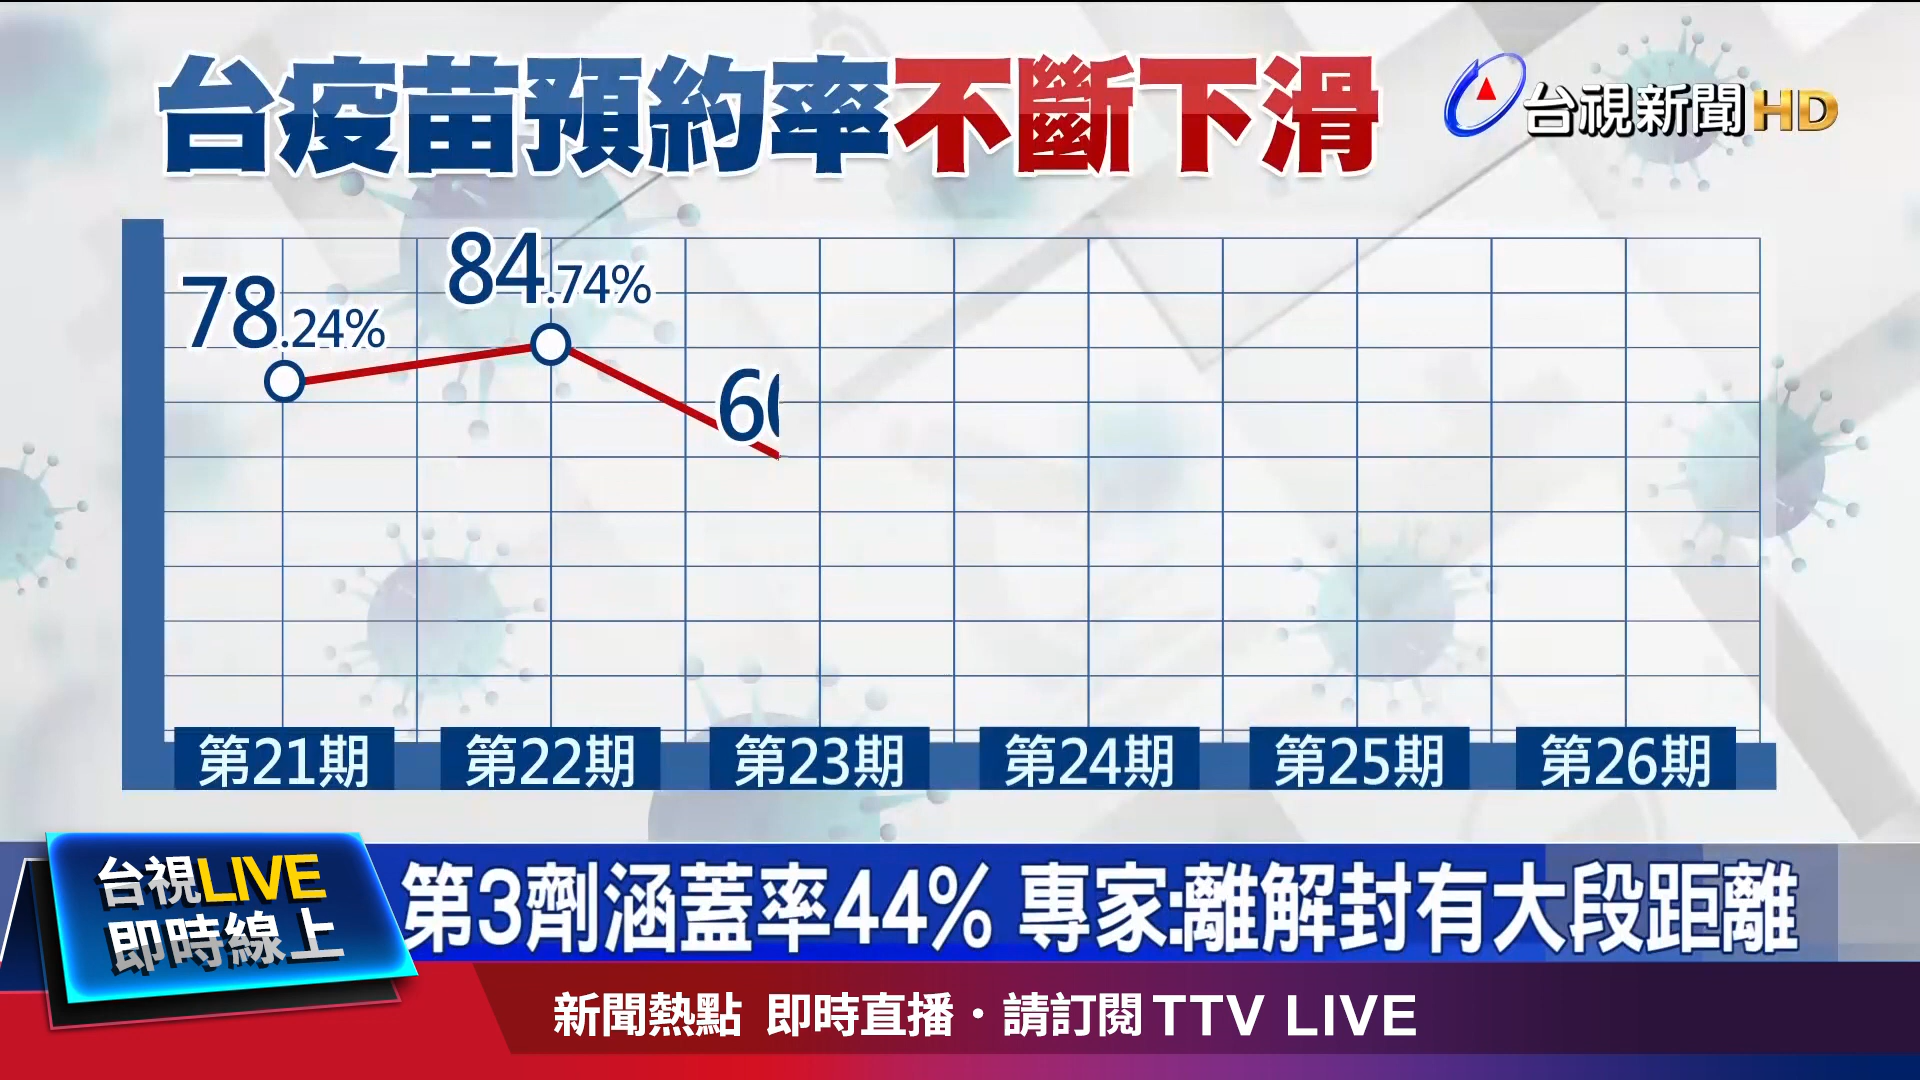 台疫苗預約率不斷下滑
台視新聞HD
78.24%
84.74%
6
第21期
第22期
第23期
第24期
第25期
第26期
第3劑涵蓋率44% 專家:離解封有大段距離
台視LIVE
即時線上
新聞熱點 即時直播・請訂閱TTV LIVE